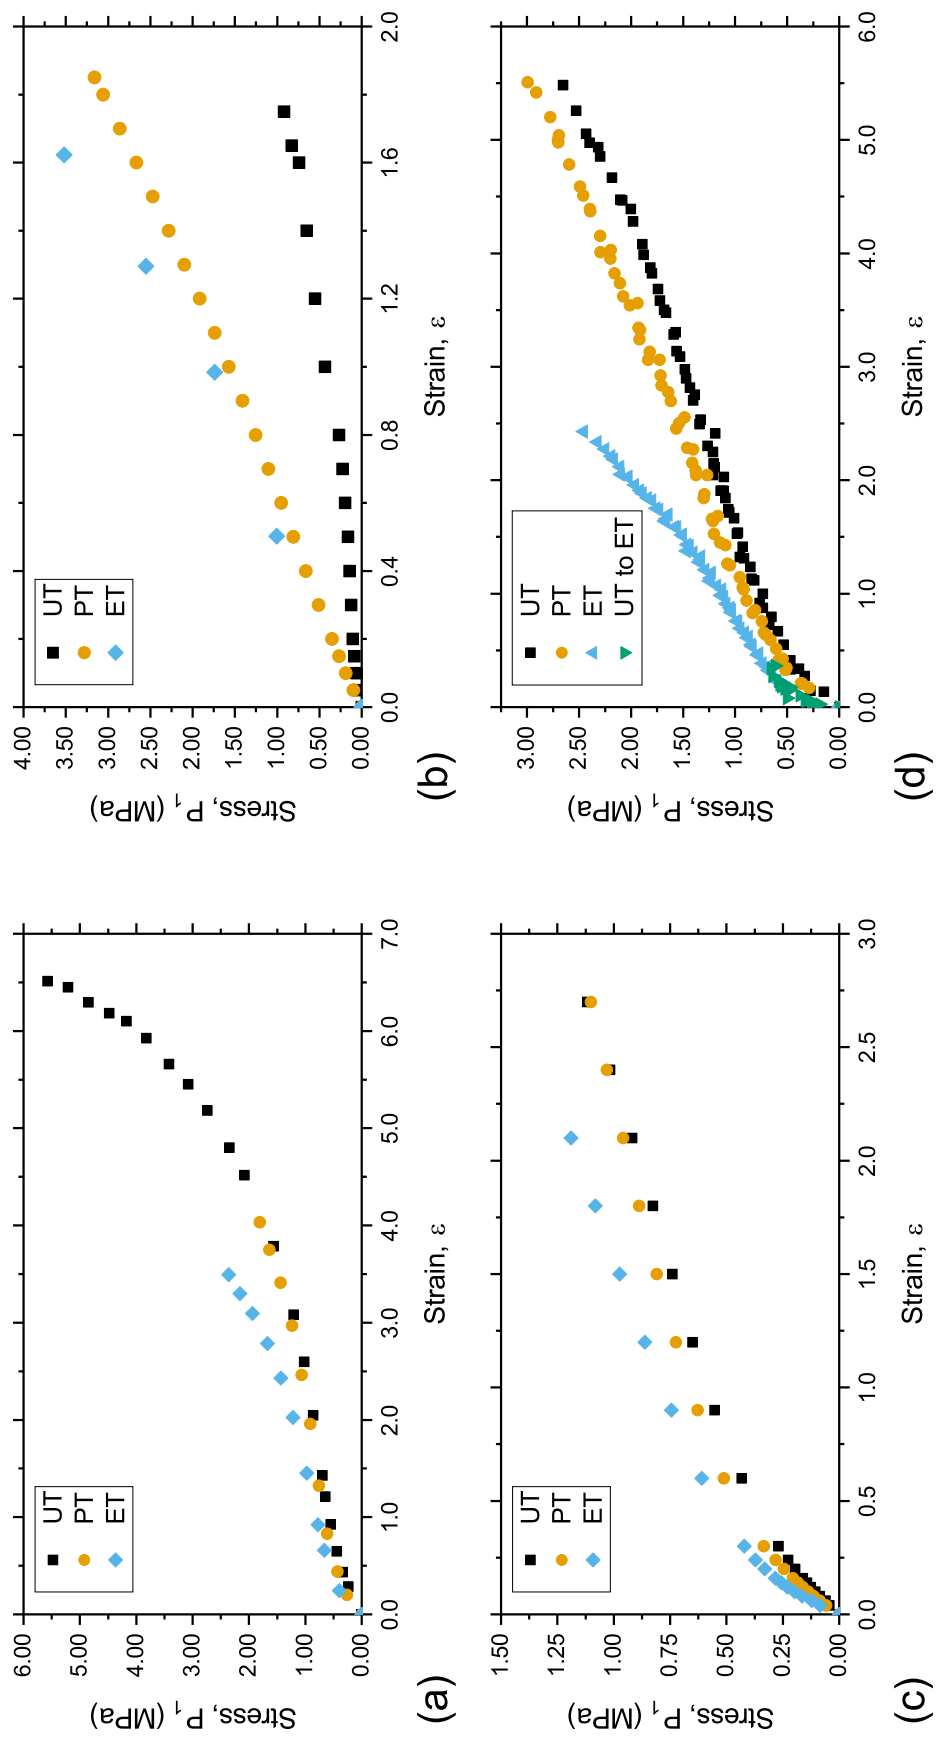 6.00
5.00
4.00
3.00
2.00
1.00
0.00
Stress, P1 (MPa)
UT
PT
ET
0.0
1.0
2.0
3.0
4.0
5.0
6.0
7.0
Strain, ε
(a)
4.00
3.50
3.00
2.50
2.00
1.50
1.00
0.50
0.00
Stress, P1 (MPa)
UT
PT
ET
0.0
0.4
0.8
1.2
1.6
2.0
Strain, ε
(b)
1.50
1.25
1.00
0.75
0.50
0.25
0.00
Stress, P1 (MPa)
UT
PT
ET
0.0
0.5
1.0
1.5
2.0
2.5
3.0
Strain, ε
(c)
3.00
2.50
2.00
1.50
1.00
0.50
0.00
Stress, P1 (MPa)
UT
PT
ET
UT to ET
0.0
1.0
2.0
3.0
4.0
5.0
6.0
Strain, ε
(d)